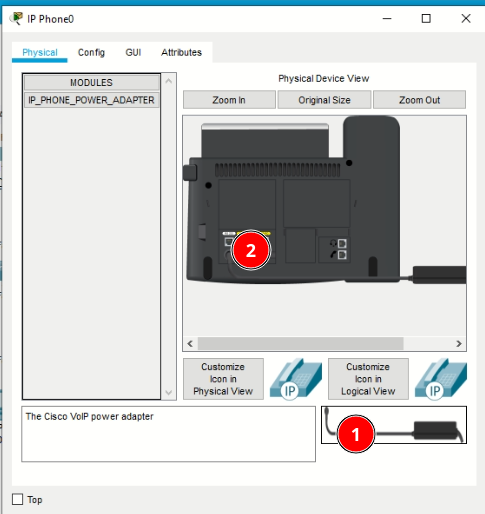 IP Phone0
Physical Config GUI Attributes
MODULES
IP_PHONE_POWER_ADAPTER
Physical Device View
Zoom In Original Size Zoom Out
2
Customize
Icon in
Physical View
IP
Customize
Icon in
Logical View
IP
The Cisco VoIP power adapter
1
Top